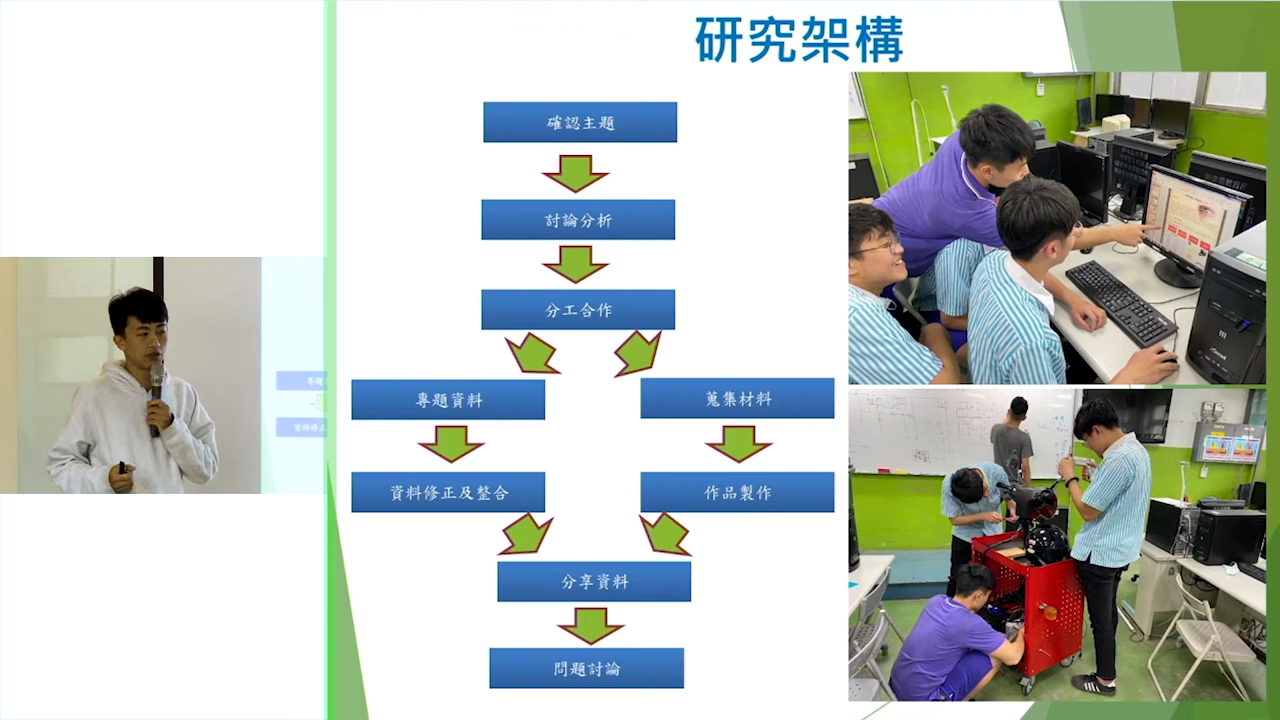 研究架構
確認主題
討論分析
分工合作
專題資料
蒐集材料
資料修正及整合
作品製作
分享資料
問題討論